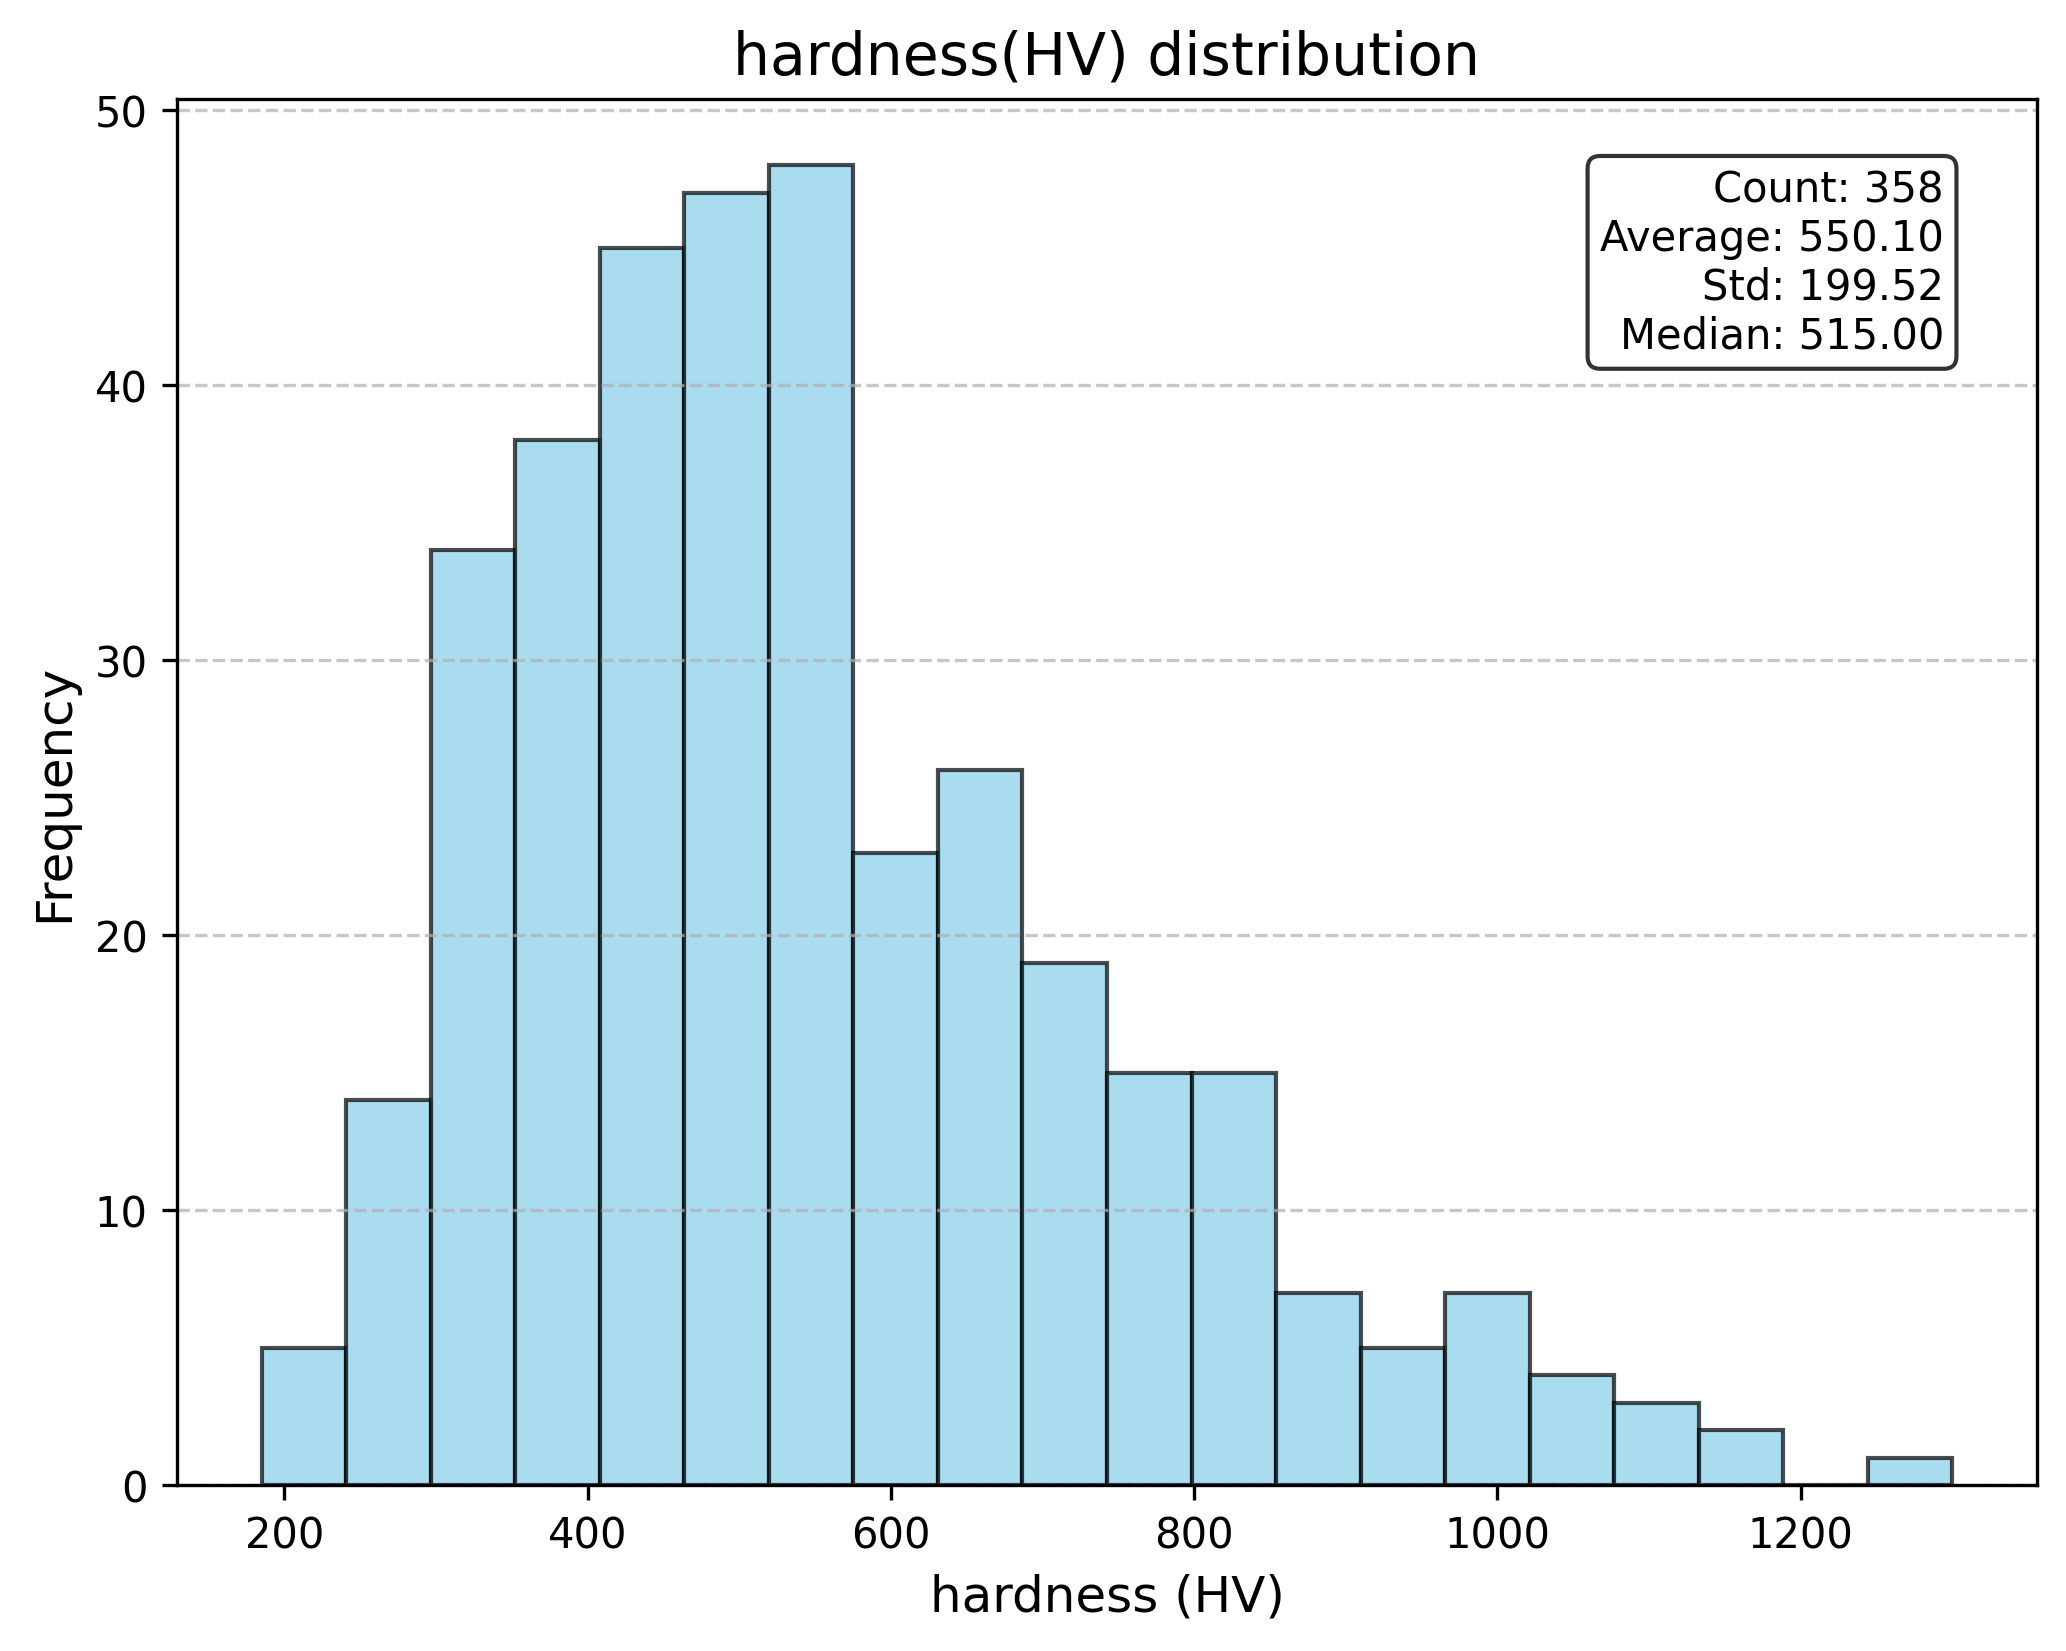 hardness(HV) distribution
50
40
30
20
10
0
Frequency
Count: 358
Average: 550.10
Std: 199.52
Median: 515.00
200 400 600 800 1000 1200
hardness (HV)